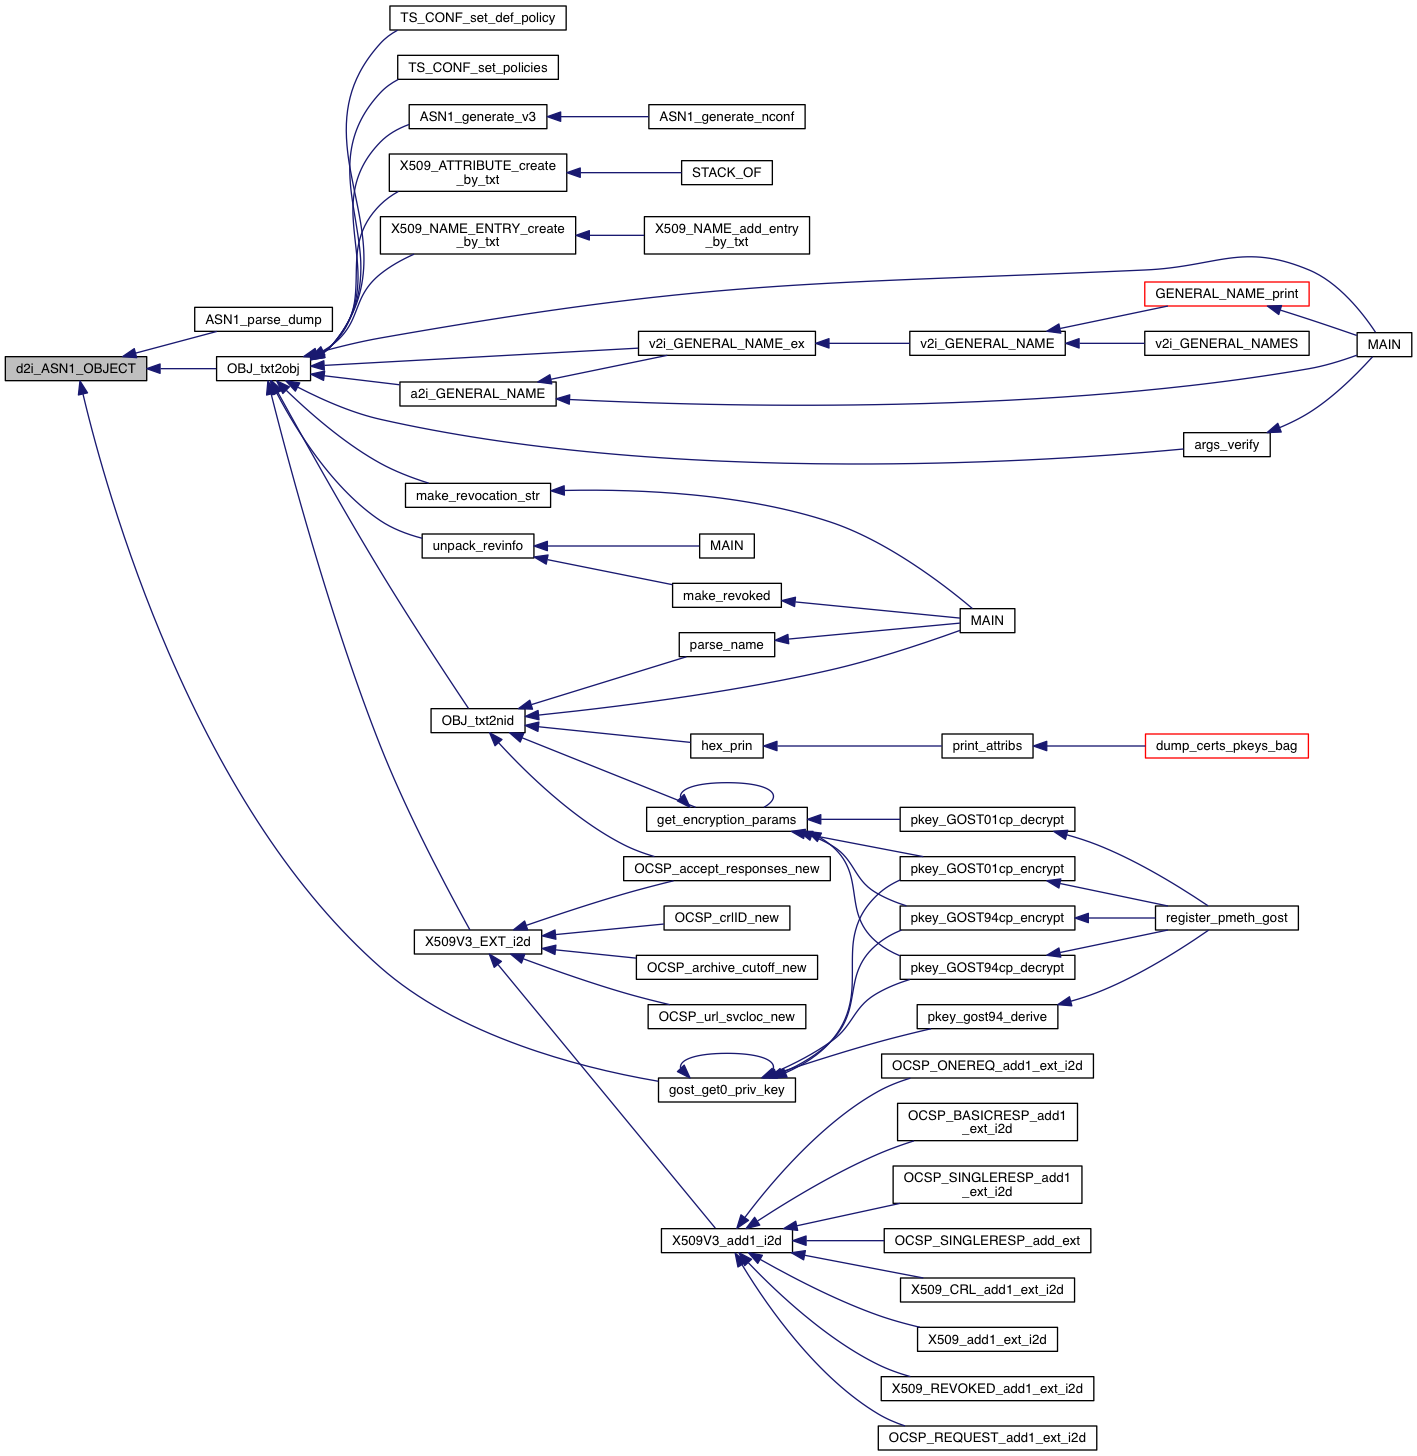 TS_CONF_set_def_policy
TS_CONF_set_policies
ASN1_generate_v3
ASN1_generate_nconf
X509_ATTRIBUTE_create
_by_txt
STACK_OF
X509_NAME_ENTRY_create
_by_txt
X509_NAME_add_entry
_by_txt
GENERAL_NAME_print
ASN1_parse_dump
v2i_GENERAL_NAME_ex
v2i_GENERAL_NAME
v2i_GENERAL_NAMES
MAIN
d2i_ASN1_OBJECT
OBJ_txt2obj
a2i_GENERAL_NAME
args_verify
make_revocation_str
unpack_revinfo
MAIN
make_revoked
MAIN
parse_name
OBJ_txt2nid
hex_prin
print_attribs
dump_certs_pkeys_bag
get_encryption_params
pkey_GOST01cp_decrypt
OCSP_accept_responses_new
pkey_GOST01cp_encrypt
OCSP_crlID_new
pkey_GOST94cp_encrypt
register_pmeth_gost
X509V3_EXT_i2d
OCSP_archive_cutoff_new
pkey_GOST94cp_decrypt
OCSP_url_svcloc_new
pkey_gost94_derive
OCSP_ONEREQ_add1_ext_i2d
gost_get0_priv_key
OCSP_BASICRESP_add1
_ext_i2d
OCSP_SINGLERESP_add1
_ext_i2d
X509V3_add1_i2d
OCSP_SINGLERESP_add_ext
X509_CRL_add1_ext_i2d
X509_add1_ext_i2d
X509_REVOKED_add1_ext_i2d
OCSP_REQUEST_add1_ext_i2d